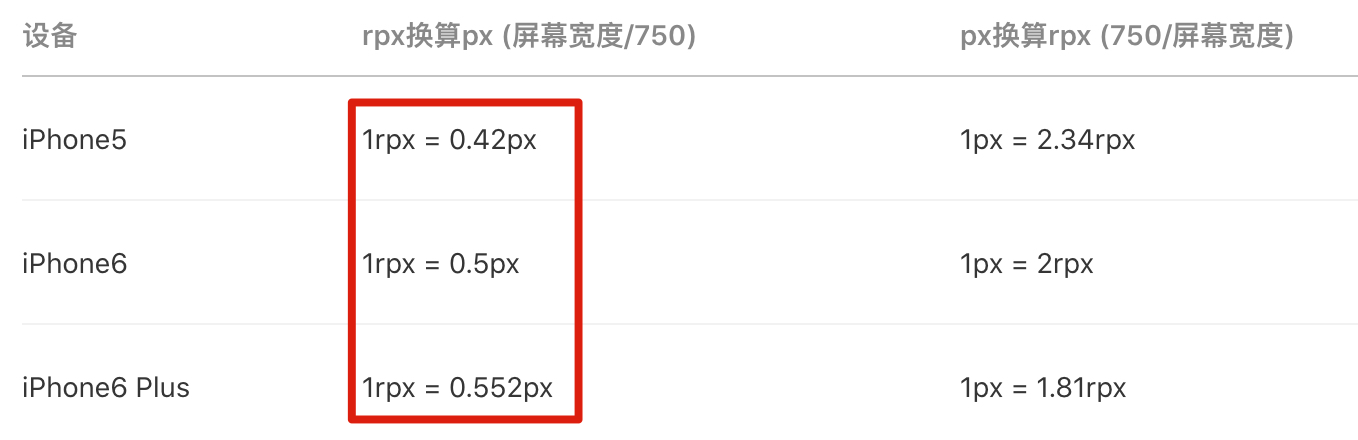 设备 rpx换算px (屏幕宽度/750) px换算rpx (750/屏幕宽度)
iPhone5 1rpx = 0.42px 1px = 2.34rpx
iPhone6 1rpx = 0.5px 1px = 2rpx
iPhone6 Plus 1rpx = 0.552px 1px = 1.81rpx